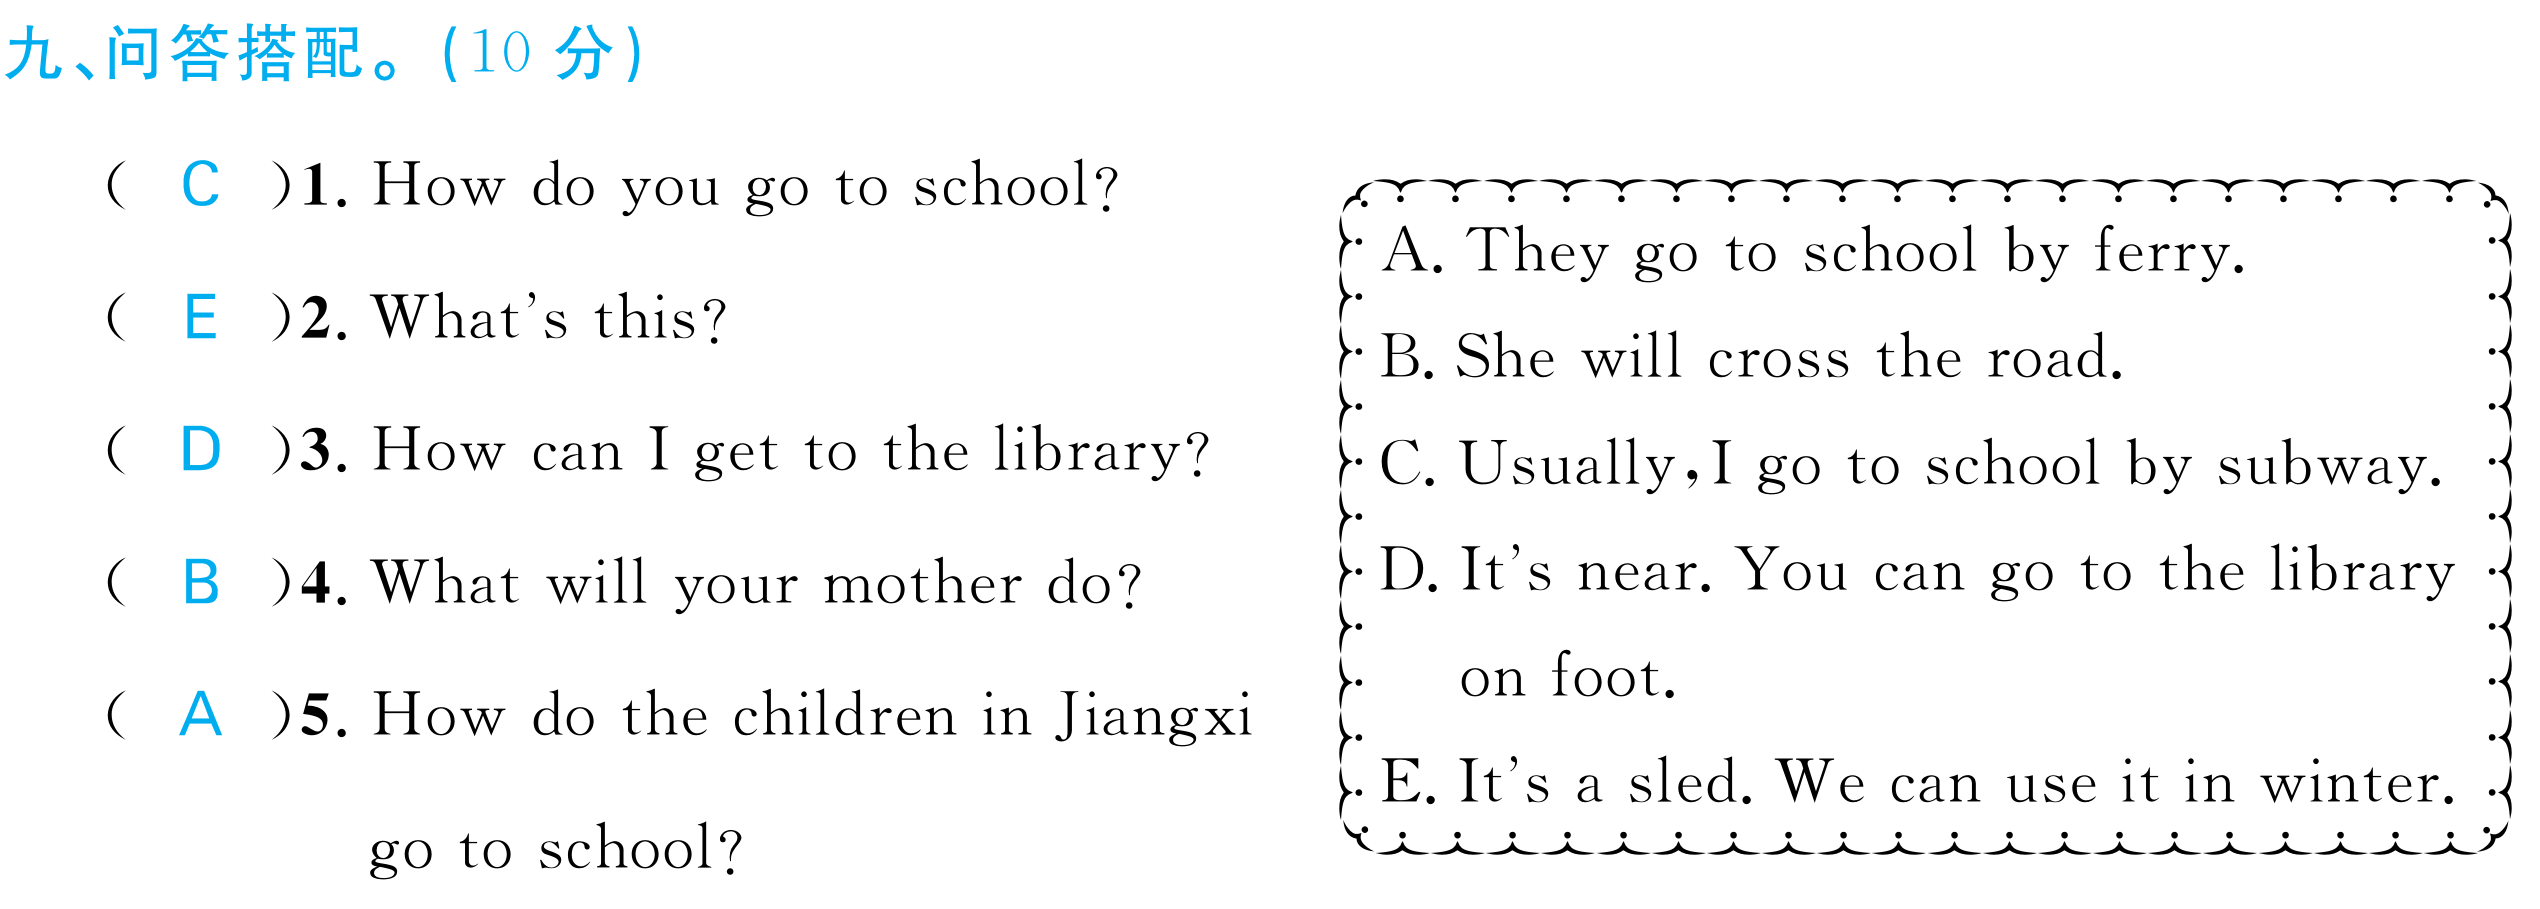 九、问答搭配。(10 分)
( C )1. How do you go to school?
( E )2. What's this?
( D )3. How can I get to the library?
( B )4. What will your mother do?
( A )5. How do the children in Jiangxi
go to school?
A. They go to school by ferry.
B. She will cross the road.
C. Usually,I go to school by subway.
D. It's near. You can go to the library
on foot.
E. It's a sled. We can use it in winter.